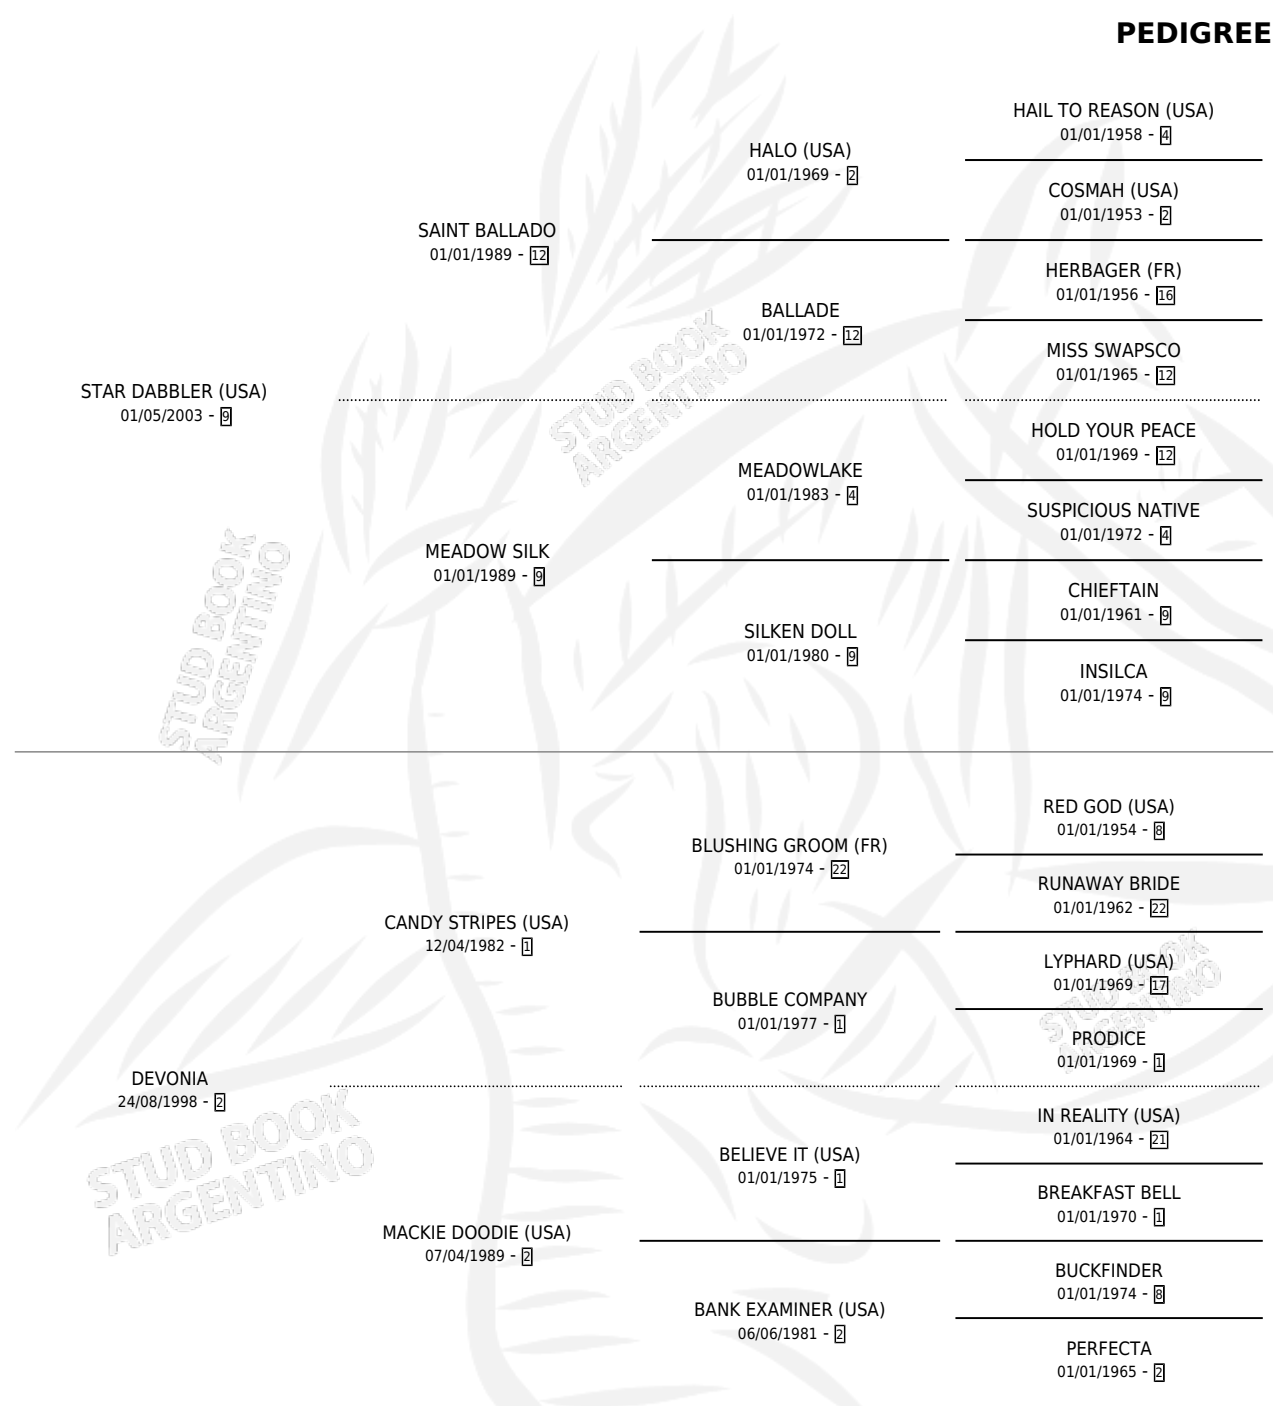 PEDIGREE
HAIL TO REASON (USA)
01/01/1958 - 4
HALO (USA)
01/01/1969 - 2
COSMAH (USA)
01/01/1953 - 2
SAINT BALLADO
01/01/1989 - 12
HERBAGER (FR)
01/01/1956 - 16
BALLADE
01/01/1972 - 12
MISS SWAPSCO
01/01/1965 - 12
STAR DABBLER (USA)
01/05/2003 - 9
HOLD YOUR PEACE
01/01/1969 - 12
MEADOWLAKE
01/01/1983 - 4
SUSPICIOUS NATIVE
01/01/1972 - 4
MEADOW SILK
01/01/1989 - 9
CHIEFTAIN
01/01/1961 - 9
SILKEN DOLL
01/01/1980 - 9
INSILCA
01/01/1974 - 9
RED GOD (USA)
01/01/1954 - 8
BLUSHING GROOM (FR)
01/01/1974 - 22
RUNAWAY BRIDE
01/01/1962 - 22
CANDY STRIPES (USA)
12/04/1982 - 1
LYPHARD (USA)
01/01/1969 - 17
BUBBLE COMPANY
01/01/1977 - 1
PRODICE
01/01/1969 - 1
DEVONIA
24/08/1998 - 2
IN REALITY (USA)
01/01/1964 - 21
BELIEVE IT (USA)
01/01/1975 - 1
BREAKFAST BELL
01/01/1970 - 1
MACKIE DOODIE (USA)
07/04/1989 - 2
BUCKFINDER
01/01/1974 - 8
BANK EXAMINER (USA)
06/06/1981 - 2
PERFECTA
01/01/1965 - 2
STUD BOOK
ARGENTINO
STUD BOOK
ARGENTINO
STUD BOOK
ARGENTINO
STUD BOOK
ARGENTINO